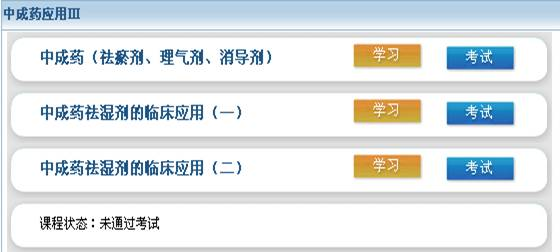 中成药应用Ⅲ
中成药（祛瘀剂、理气剂、消导剂） 学习 考试
中成药祛湿剂的临床应用（一） 学习 考试
中成药祛湿剂的临床应用（二） 学习 考试
课程状态：未通过考试